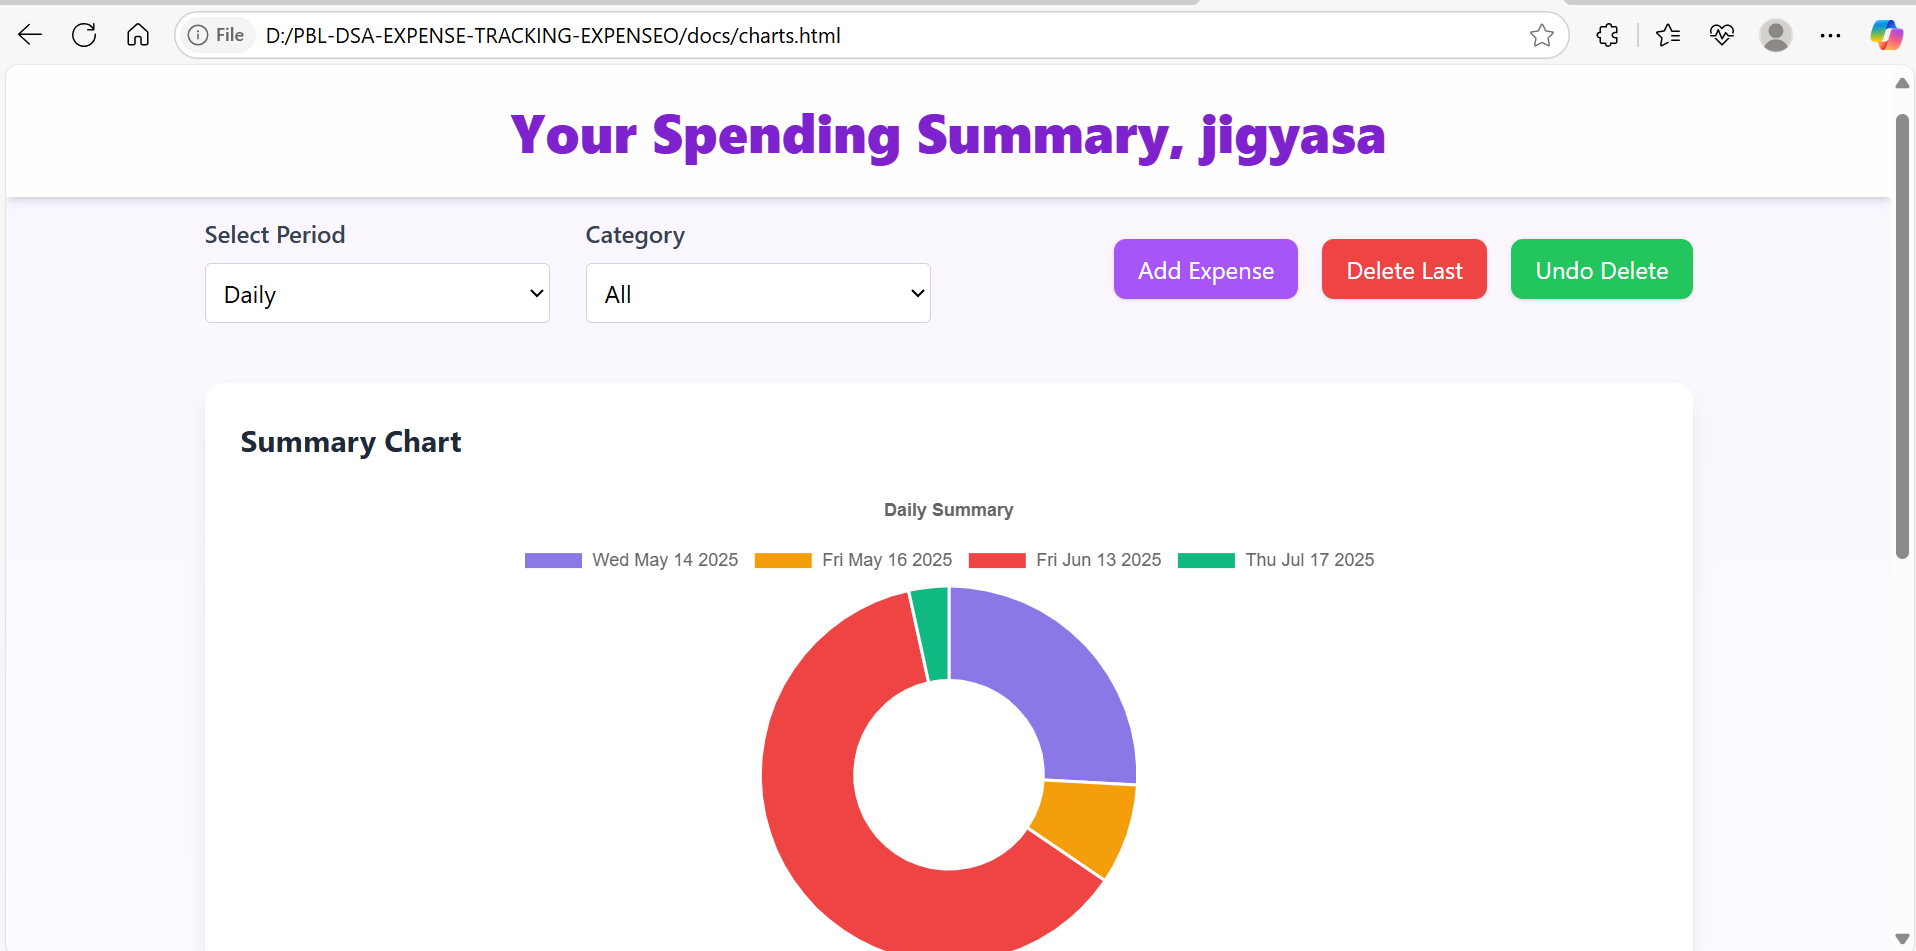 File D:/PBL-DSA-EXPENSE-TRACKING-EXPENSEO/docs/charts.html
Your Spending Summary, jigyasa
Select Period Category
Daily All Add Expense Delete Last Undo Delete
Summary Chart
Daily Summary
Wed May 14 2025 Fri May 16 2025 Fri Jun 13 2025 Thu Jul 17 2025